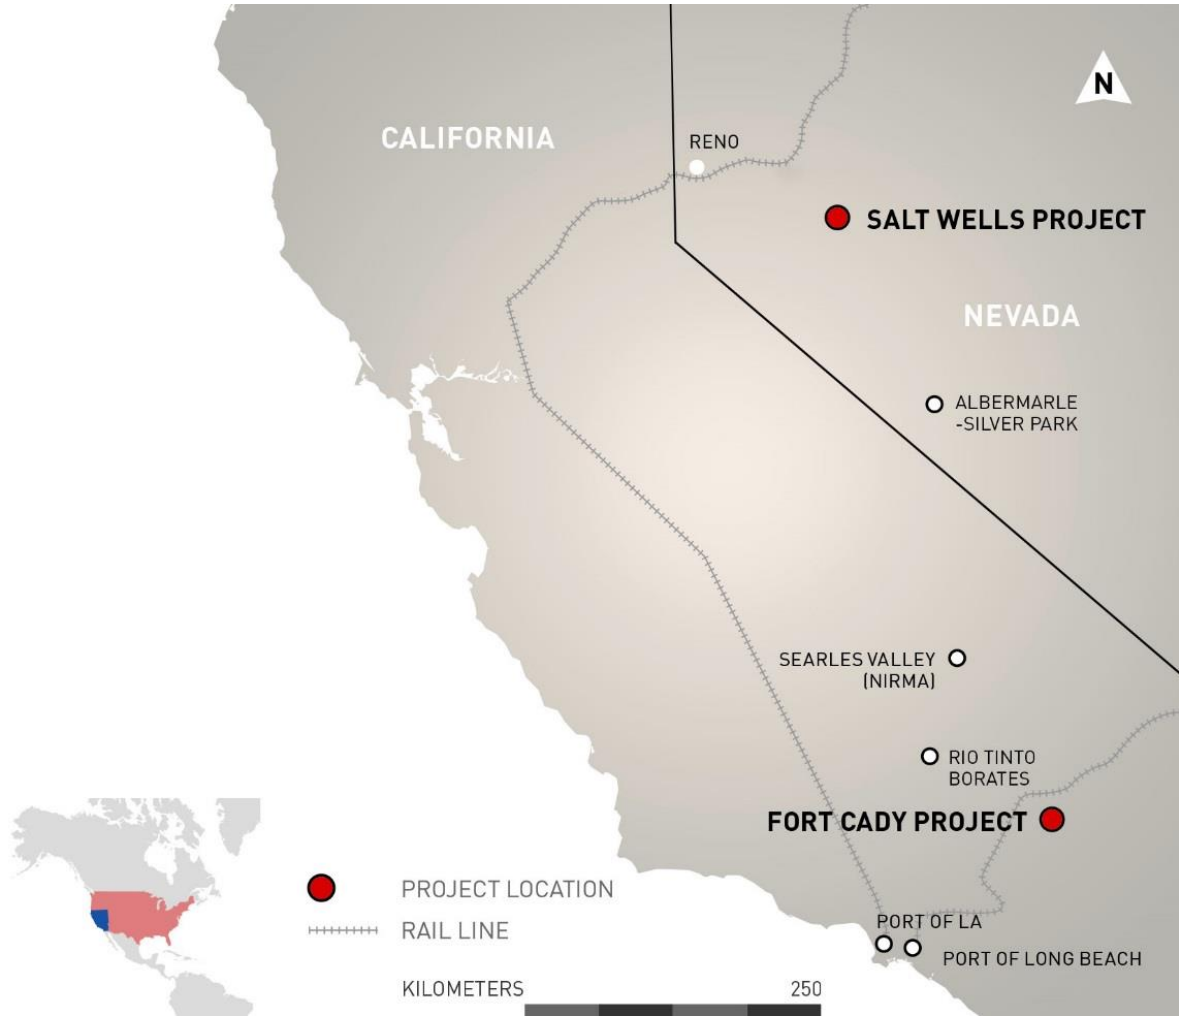 N
CALIFORNIA
RENO
SALT WELLS PROJECT
NEVADA
ALBERMARLE
-SILVER PARK
SEARLES VALLEY
(NIRMA)
RIO TINTO
BORATES
FORT CADY PROJECT
PROJECT LOCATION
RAIL LINE
PORT OF LA
PORT OF LONG BEACH
KILOMETERS 250